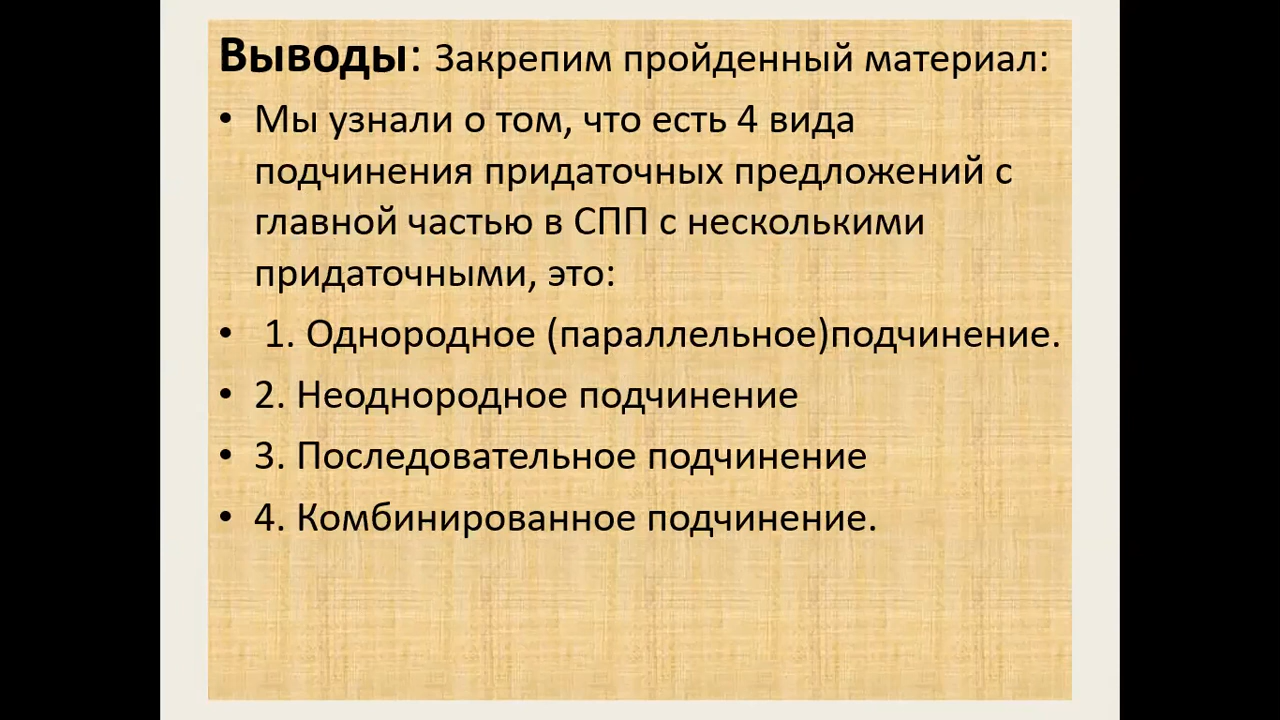 Выводы: Закрепим пройденный материал:
• Мы узнали о том, что есть 4 вида
подчинения придаточных предложений с
главной частью в СПП с несколькими
придаточными, это:
• 1. Однородное (параллельное)подчинение.
• 2. Неоднородное подчинение
• 3. Последовательное подчинение
• 4. Комбинированное подчинение.